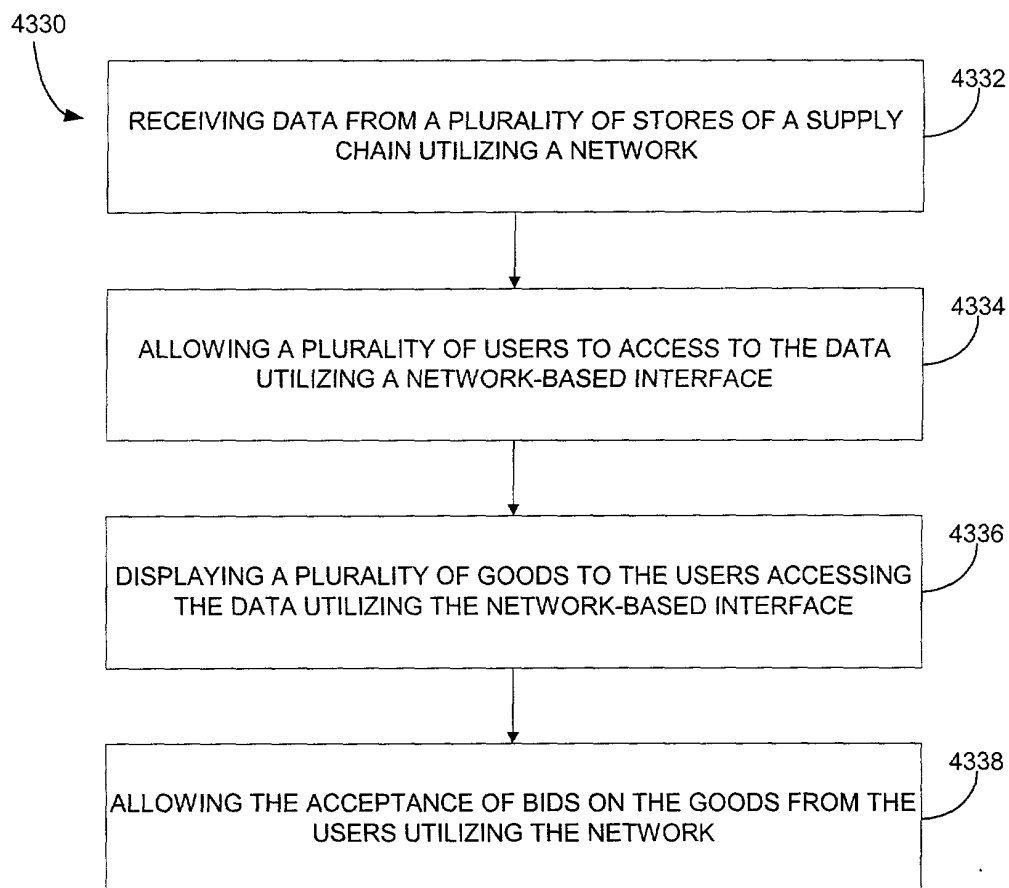 4330
4332
RECEIVING DATA FROM A PLURALITY OF STORES OF A SUPPLY
CHAIN UTILIZING A NETWORK
4334
ALLOWING A PLURALITY OF USERS TO ACCESS TO THE DATA
UTILIZING A NETWORK-BASED INTERFACE
4336
DISPLAYING A PLURALITY OF GOODS TO THE USERS ACCESSING
THE DATA UTILIZING THE NETWORK-BASED INTERFACE
4338
ALLOWING THE ACCEPTANCE OF BIDS ON THE GOODS FROM THE
USERS UTILIZING THE NETWORK